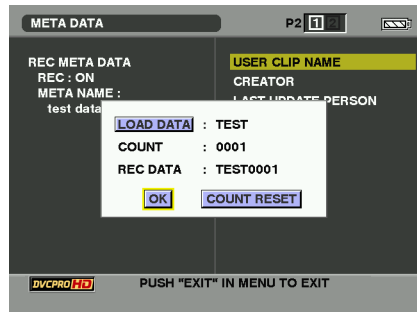 META DATA
P2 1 2
REC META DATA
REC : ON
META NAME :
test data
USER CLIP NAME
CREATOR
LAST UPDATE PERSON
LOAD DATA : TEST
COUNT : 0001
REC DATA : TEST0001
OK COUNT RESET
DVCPRO HD PUSH "EXIT" IN MENU TO EXIT